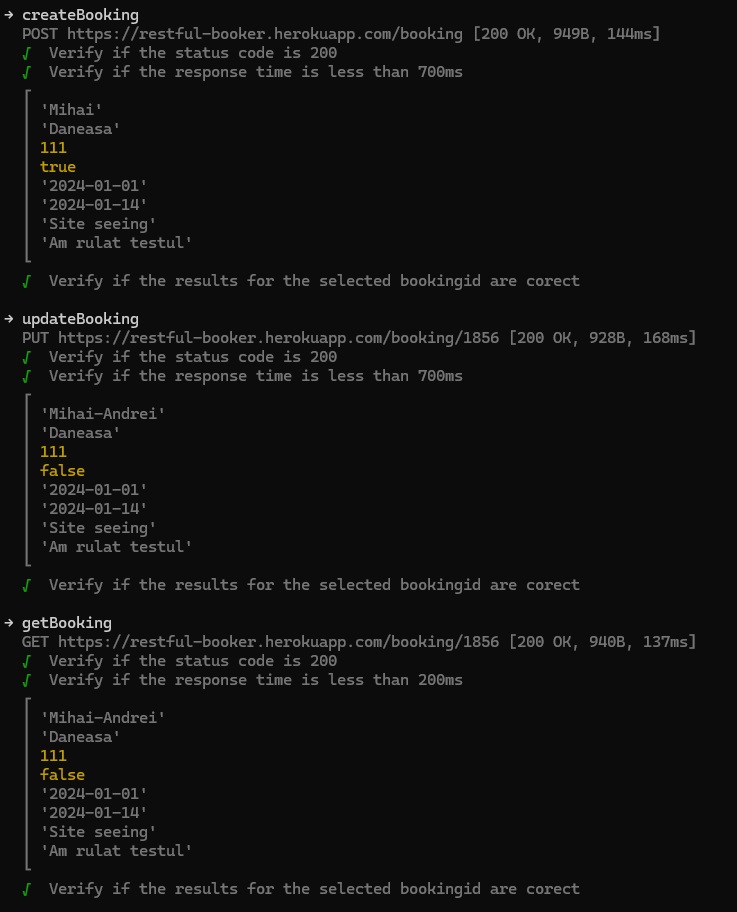 → createBooking
POST https://restful-booker.herokuapp.com/booking [200 OK, 949B, 144ms]
√ Verify if the status code is 200
√ Verify if the response time is less than 700ms
'Mihai'
'Daneasa'
111
true
'2024-01-01'
'2024-01-14'
'Site seeing'
'Am rulat testul'
√ Verify if the results for the selected bookingid are corect
→ updateBooking
PUT https://restful-booker.herokuapp.com/booking/1856 [200 OK, 928B, 168ms]
√ Verify if the status code is 200
√ Verify if the response time is less than 700ms
'Mihai-Andrei'
'Daneasa'
111
false
'2024-01-01'
'2024-01-14'
'Site seeing'
'Am rulat testul'
√ Verify if the results for the selected bookingid are corect
→ getBooking
GET https://restful-booker.herokuapp.com/booking/1856 [200 OK, 940B, 137ms]
√ Verify if the status code is 200
√ Verify if the response time is less than 200ms
'Mihai-Andrei'
'Daneasa'
111
false
'2024-01-01'
'2024-01-14'
'Site seeing'
'Am rulat testul'
√ Verify if the results for the selected bookingid are corect